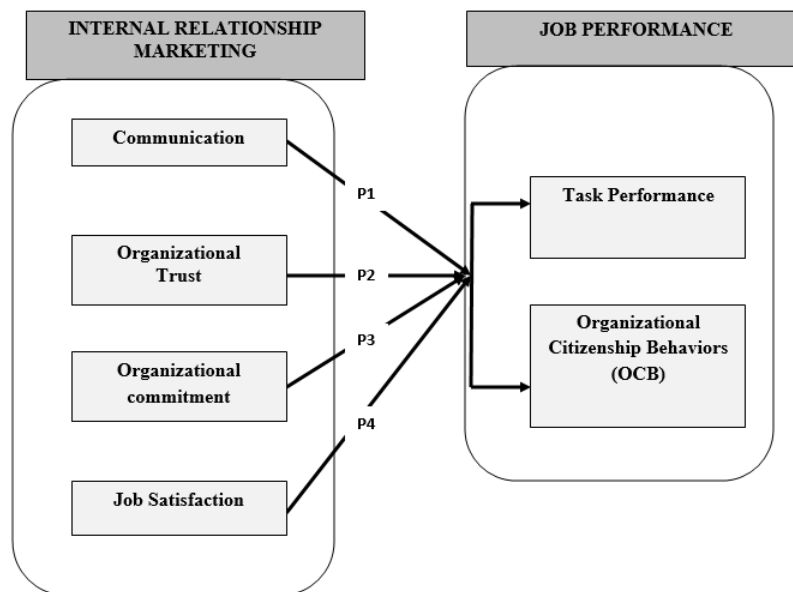 INTERNAL RELATIONSHIP
MARKETING
JOB PERFORMANCE
Communication
Organizational
Trust
Organizational
commitment
Job Satisfaction
P1
P2
P3
P4
Task Performance
Organizational
Citizenship Behaviors
(OCB)